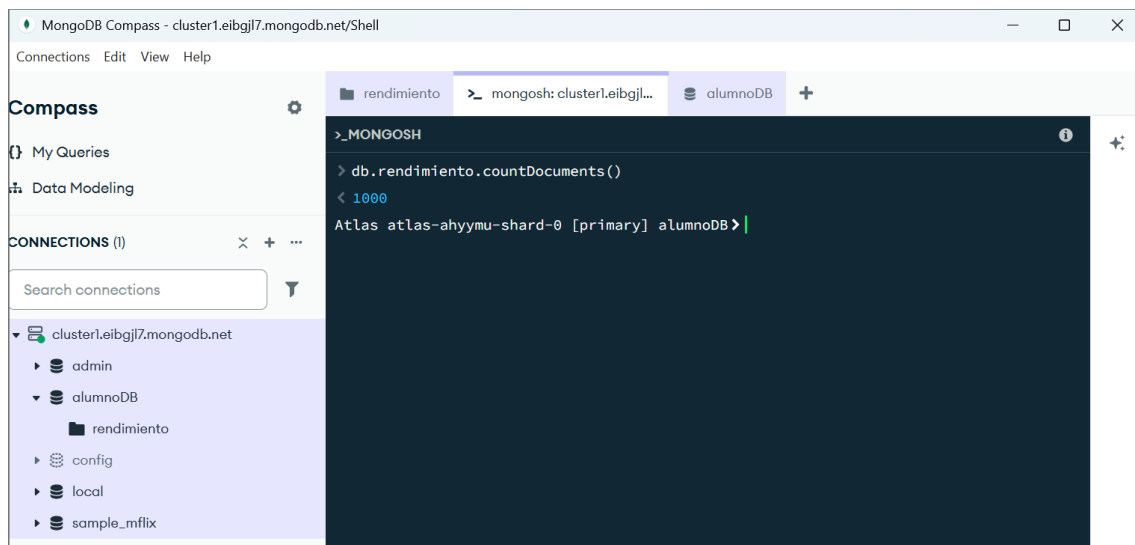 MongoDB Compass - cluster1.eibgjl7.mongodb.net/Shell
Connections Edit View Help
Compass
{} My Queries
Data Modeling
CONNECTIONS (1)
Search connections
cluster1.eibgjl7.mongodb.net
admin
alumnoDB
rendimiento
config
local
sample_mflix
rendimiento
>_ mongosh: cluster1.eibgjl...
alumnoDB
>_MONGOSH
> db.rendimiento.countDocuments()
< 1000
Atlas atlas-ahyymu-shard-0 [primary] alumnoDB>